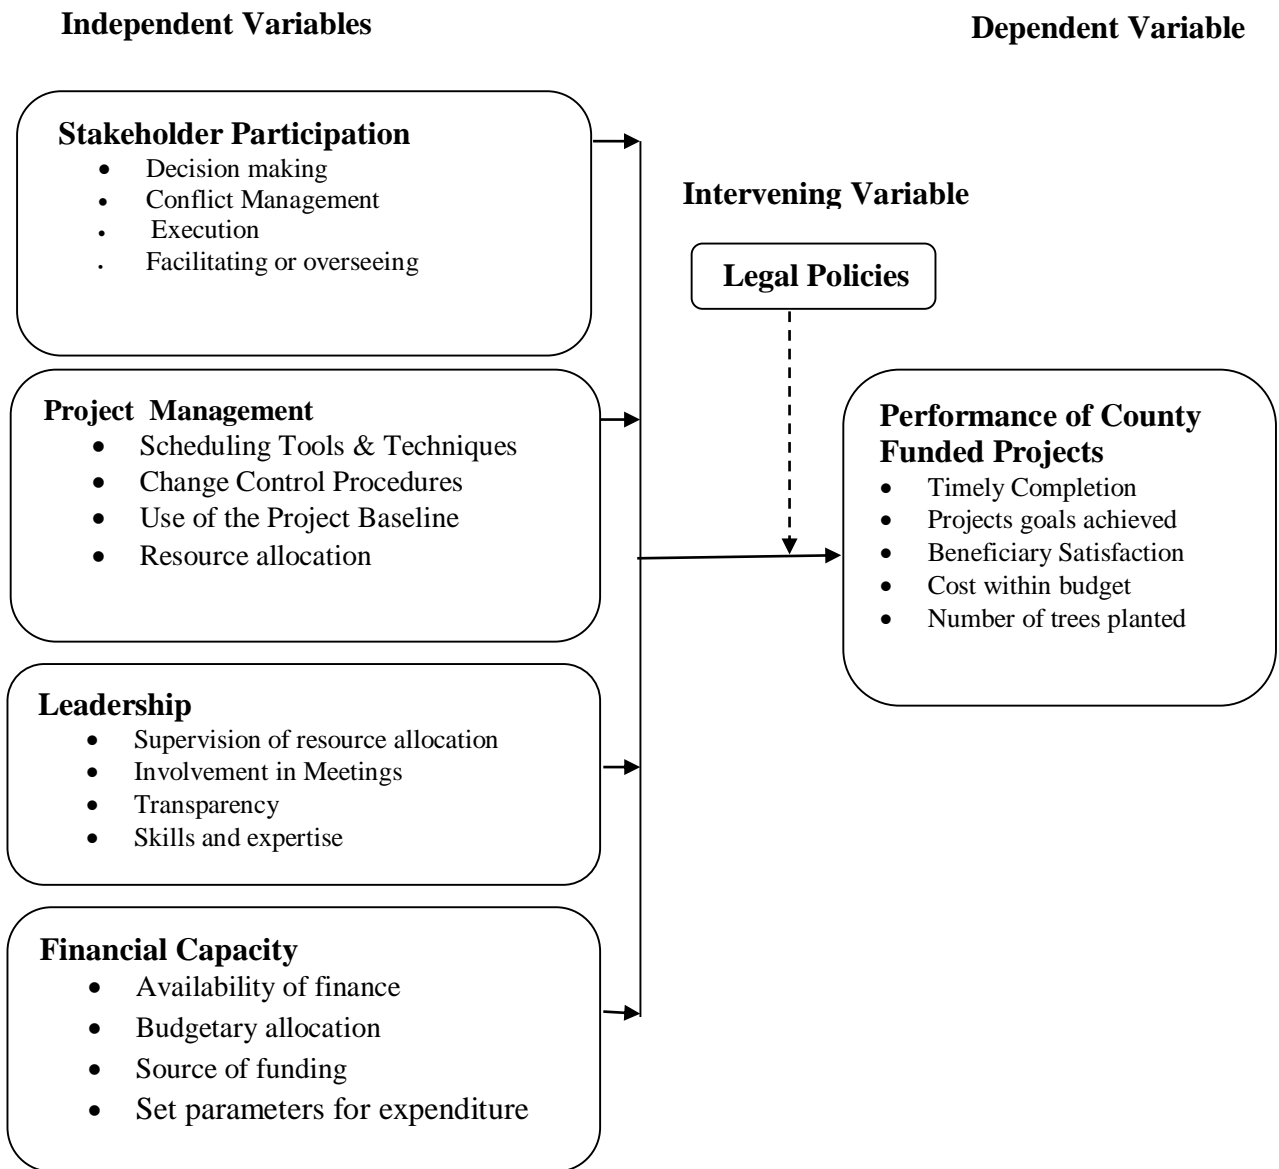 Independent Variables
Dependent Variable
Stakeholder Participation
• Decision making
• Conflict Management
• Execution
• Facilitating or overseeing
Intervening Variable
Legal Policies
Project Management
• Scheduling Tools & Techniques
• Change Control Procedures
• Use of the Project Baseline
• Resource allocation
Performance of County
Funded Projects
• Timely Completion
• Projects goals achieved
• Beneficiary Satisfaction
• Cost within budget
• Number of trees planted
Leadership
• Supervision of resource allocation
• Involvement in Meetings
• Transparency
• Skills and expertise
Financial Capacity
• Availability of finance
• Budgetary allocation
• Source of funding
• Set parameters for expenditure